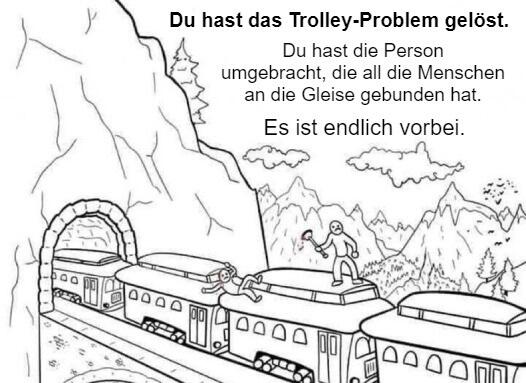 Du hast das Trolley-Problem gelöst.
Du hast die Person
umgebracht, die all die Menschen
an die Gleise gebunden hat.
Es ist endlich vorbei.